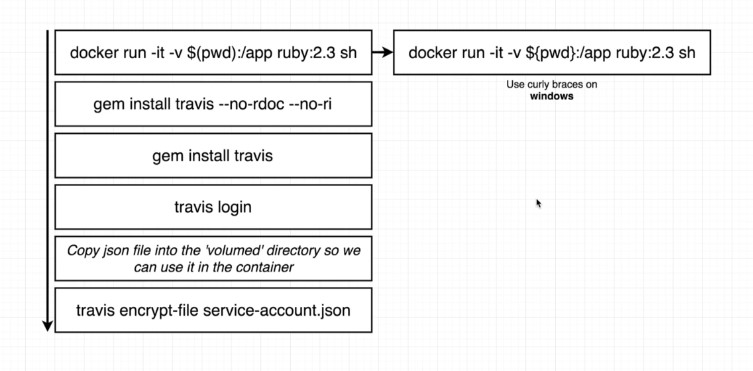 docker run -it -v $(pwd):/app ruby:2.3 sh
docker run -it -v ${pwd}:/app ruby:2.3 sh
Use curly braces on
windows
gem install travis --no-rdoc --no-ri
gem install travis
travis login
Copy json file into the 'volumed' directory so we
can use it in the container
travis encrypt-file service-account.json